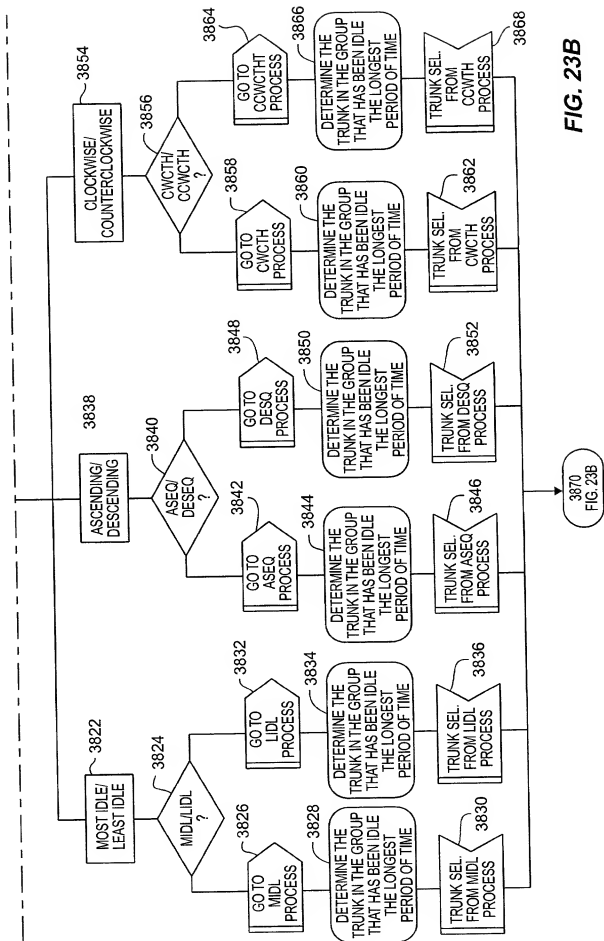 3822
MOST IDLE/
LEAST IDLE
3824
MIDL/LIDL
?
3826
GO TO
MIDL
PROCESS
3828
DETERMINE THE
TRUNK IN THE GROUP
THAT HAS BEEN IDLE
THE LONGEST
PERIOD OF TIME
3830
TRUNK SEL.
FROM MIDL
PROCESS
3832
GO TO
LIDL
PROCESS
3834
DETERMINE THE
TRUNK IN THE GROUP
THAT HAS BEEN IDLE
THE LONGEST
PERIOD OF TIME
3836
TRUNK SEL.
FROM LIDL
PROCESS
3838
ASCENDING/
DESCENDING
3840
ASEQ/
DESEQ
?
3842
GO TO
ASEQ
PROCESS
3844
DETERMINE THE
TRUNK IN THE GROUP
THAT HAS BEEN IDLE
THE LONGEST
PERIOD OF TIME
3846
TRUNK SEL.
FROM ASEQ
PROCESS
3848
GO TO
DESQ
PROCESS
3850
DETERMINE THE
TRUNK IN THE GROUP
THAT HAS BEEN IDLE
THE LONGEST
PERIOD OF TIME
3852
TRUNK SEL.
FROM DESQ
PROCESS
3854
CLOCKWISE/
COUNTERCLOCKWISE
3856
CWCTH/
CCWCTH
?
3858
GO TO
CWCTH
PROCESS
3860
DETERMINE THE
TRUNK IN THE GROUP
THAT HAS BEEN IDLE
THE LONGEST
PERIOD OF TIME
3862
TRUNK SEL.
FROM
CWCTH
PROCESS
3864
GO TO
CCWCTHT
PROCESS
3866
DETERMINE THE
TRUNK IN THE GROUP
THAT HAS BEEN IDLE
THE LONGEST
PERIOD OF TIME
3868
TRUNK SEL.
FROM
CCWTH
PROCESS
3870
FIG. 23B
FIG. 23B